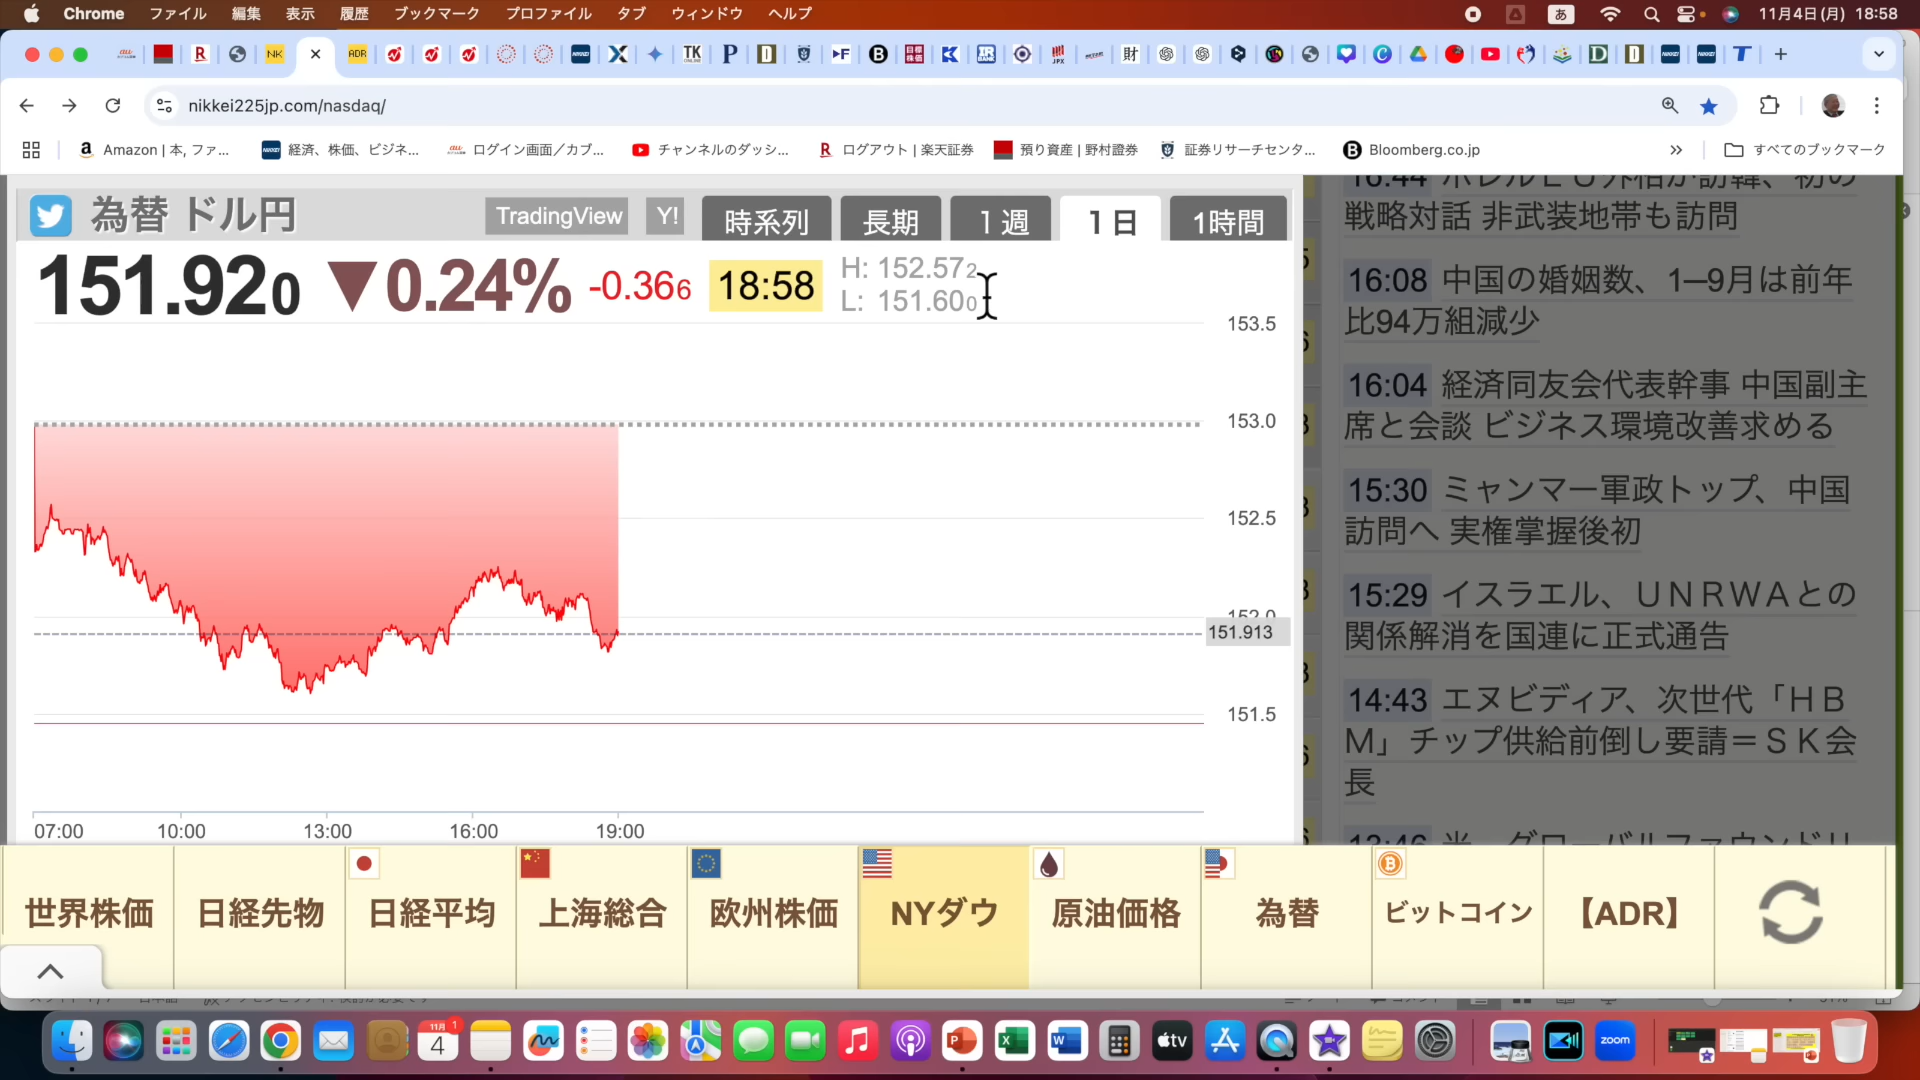 Chrome ファイル 編集 表示 履歴 ブックマーク プロファイル タブ ウィンドウ ヘルプ あ 11月4日(月) 18:58
nikkei225jp.com/nasdaq/
Amazon | 本, ファ... 経済、株価、ビジネ... ログイン画面／カブ... チャンネルのダッシ... ログアウト | 楽天証券 預り資産 | 野村證券 証券リサーチセンタ... Bloomberg.co.jp すべてのブックマーク
為替 ドル円 TradingView Y! 時系列 長期 1 週 1 日 1時間
151.920 ▼0.24% -0.366 18:58
H: 152.572
L: 151.600
153.5
153.0
152.5
152.0
151.913
151.5
07:00 10:00 13:00 16:00 19:00
戦略対話 非武装地帯も訪問
16:08 中国の婚姻数、1―9月は前年
比94万組減少
16:04 経済同友会代表幹事 中国副主
席と会談 ビジネス環境改善求める
15:30 ミャンマー軍政トップ、中国
訪問へ 実権掌握後初
15:29 イスラエル、ＵＮＲＷＡとの
関係解消を国連に正式通告
14:43 エヌビディア、次世代「ＨＢ
Ｍ」チップ供給前倒し要請＝ＳＫ会
長
世界株価 日経先物 日経平均 上海総合 欧州株価 NYダウ 原油価格 為替 ビットコイン 【ADR】
11月 1
4
tv
zoom